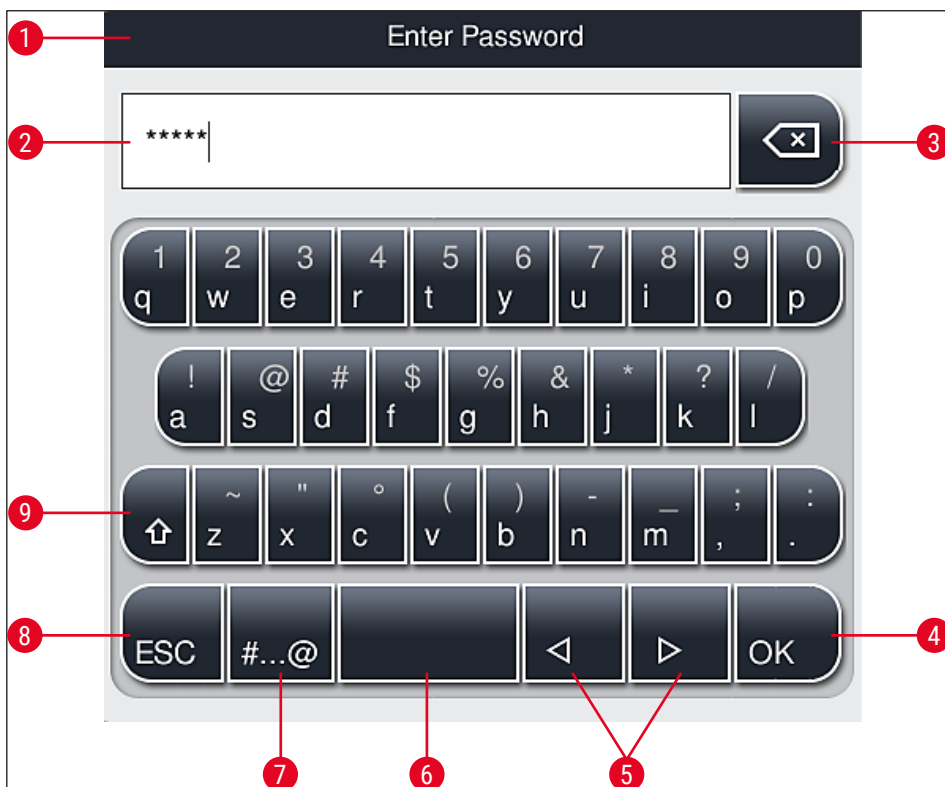 1 Enter Password
2 ***** 3
1 2 3 4 5 6 7 8 9 0
q w e r t y u i o p
! @ # $ % & * ? /
a s d f g h j k l
9 ~ " ° ( ) - _ ; :
z x c v b n m , .
8 ESC #...@ OK 4
7 6 5